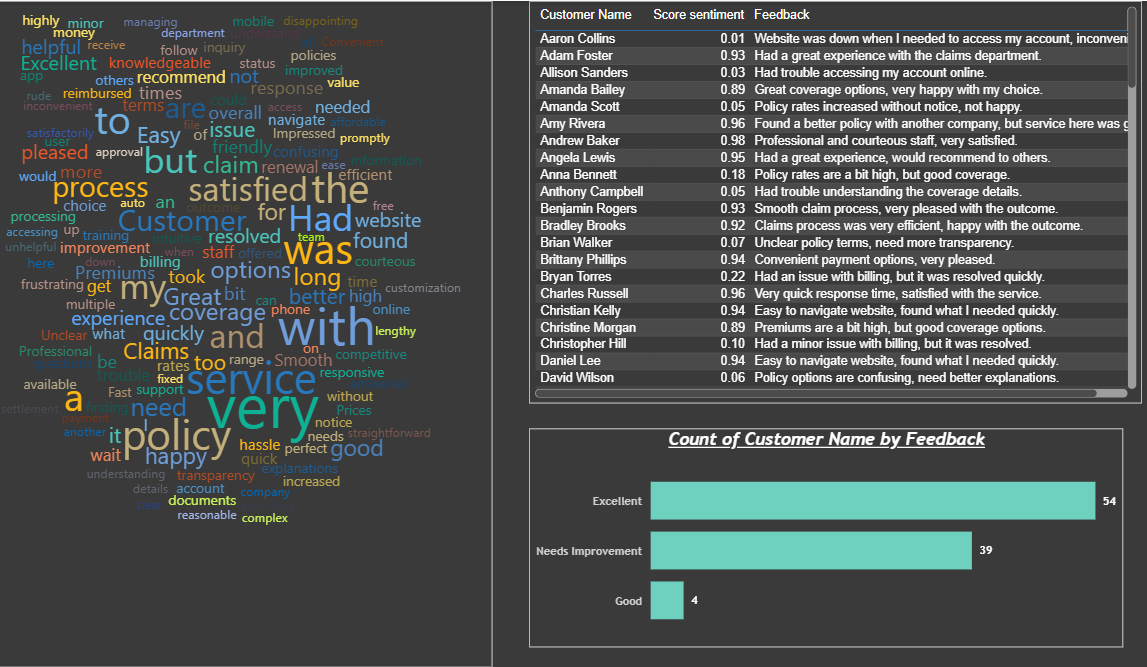 highly minor managing mobile disappointing
money department understand Convenient
helpful receive follow inquiry policies
Excellent knowledgeable status improved
app others recommend not response value
rude reimbursed times could access needed
inconvenient terms are overall navigate affordable
satisfactorily to Easy of file issue Impressed promptly
user friendly confusing
pleased approval but claim renewal ease information
would more satisfied the efficient
process auto an outcome free
choice Customer for Had website
processing up training intuitive resolved team found
accessing improvement when staff offered was courteous
unhelpful here down billing options
frustrating Premiums took long time
get my Great bit can better high customization
multiple experience coverage phone online
Unclear what quickly and with lengthy
Professional Claims on competitive
be rates too range Smooth responsive
available trouble fixed service
Fast support without
settlement finding a need very Prices
payment I notice
another it policy hassle needs straightforward
wait happy quick perfect good
understanding transparency explanations
details account company increased
clear documents
reasonable complex
Customer Name Score sentiment Feedback
Aaron Collins 0.01 Website was down when I needed to access my account, inconveni
Adam Foster 0.93 Had a great experience with the claims department.
Allison Sanders 0.03 Had trouble accessing my account online.
Amanda Bailey 0.89 Great coverage options, very happy with my choice.
Amanda Scott 0.05 Policy rates increased without notice, not happy.
Amy Rivera 0.96 Found a better policy with another company, but service here was g
Andrew Baker 0.98 Professional and courteous staff, very satisfied.
Angela Lewis 0.95 Had a great experience, would recommend to others.
Anna Bennett 0.18 Policy rates are a bit high, but good coverage.
Anthony Campbell 0.05 Had trouble understanding the coverage details.
Benjamin Rogers 0.93 Smooth claim process, very pleased with the outcome.
Bradley Brooks 0.92 Claims process was very efficient, happy with the outcome.
Brian Walker 0.07 Unclear policy terms, need more transparency.
Brittany Phillips 0.94 Convenient payment options, very pleased.
Bryan Torres 0.22 Had an issue with billing, but it was resolved quickly.
Charles Russell 0.96 Very quick response time, satisfied with the service.
Christian Kelly 0.94 Easy to navigate website, found what I needed quickly.
Christine Morgan 0.89 Premiums are a bit high, but good coverage options.
Christopher Hill 0.10 Had a minor issue with billing, but it was resolved.
Daniel Lee 0.94 Easy to navigate website, found what I needed quickly.
David Wilson 0.06 Policy options are confusing, need better explanations.
Count of Customer Name by Feedback
Excellent 54
Needs Improvement 39
Good 4